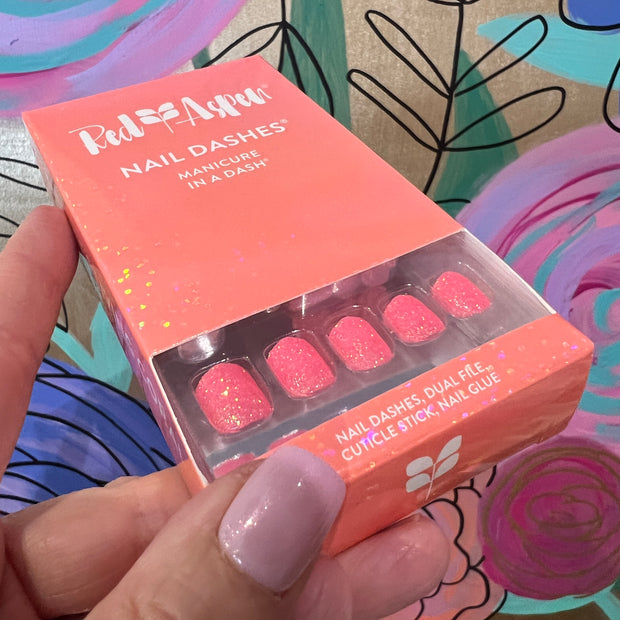 Red Aspen®
NAIL DASHES®
MANICURE
IN A DASH®
NAIL DASHES, DUAL FILE,
CUTICLE STICK, NAIL GLUE